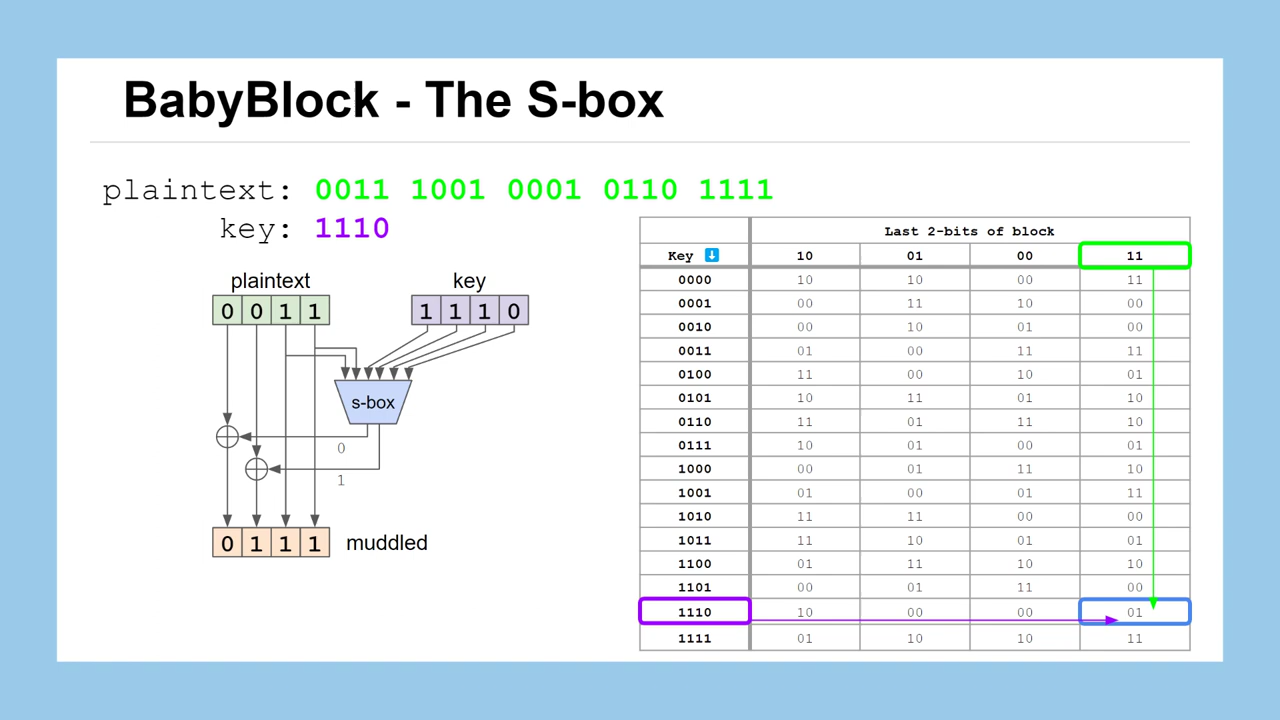 BabyBlock - The S-box
plaintext: 0011 1001 0001 0110 1111
key: 1110
plaintext key
0 0 1 1 1 1 1 0
s-box
0
1
0 1 1 1 muddled
Last 2-bits of block
Key ⬇ 10 01 00 11
0000 10 10 00 11
0001 00 11 10 00
0010 00 10 01 00
0011 01 00 11 11
0100 11 00 10 01
0101 10 11 01 10
0110 11 01 11 10
0111 10 01 00 01
1000 00 01 11 10
1001 01 00 01 11
1010 11 11 00 00
1011 11 10 01 01
1100 01 11 10 10
1101 00 01 11 00
1110 10 00 00 01
1111 01 10 10 11